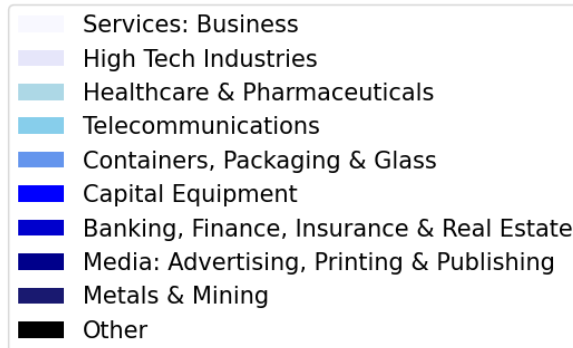 Services: Business
High Tech Industries
Healthcare & Pharmaceuticals
Telecommunications
Containers, Packaging & Glass
Capital Equipment
Banking, Finance, Insurance & Real Estate
Media: Advertising, Printing & Publishing
Metals & Mining
Other